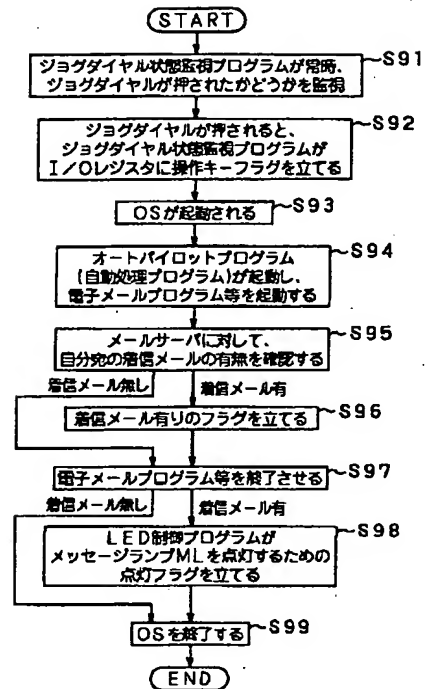 START
ジョグダイヤル状態監視プログラムが常時、
ジョグダイヤルが押されたかどうかを監視
S91
ジョグダイヤルが押されると、
ジョグダイヤル状態監視プログラムが
I/Oレジスタに操作キーフラグを立てる
S92
OSが起動される
S93
オートパイロットプログラム
(自動処理プログラム)が起動し、
電子メールプログラム等を起動する
S94
メールサーバに対して、
自分宛の着信メールの有無を確認する
S95
着信メール無し
着信メール有
着信メール有りのフラグを立てる
S96
電子メールプログラム等を終了させる
S97
着信メール無し
着信メール有
LED制御プログラムが
メッセージランプMLを点灯するための
点灯フラグを立てる
S98
OSを終了する
S99
END